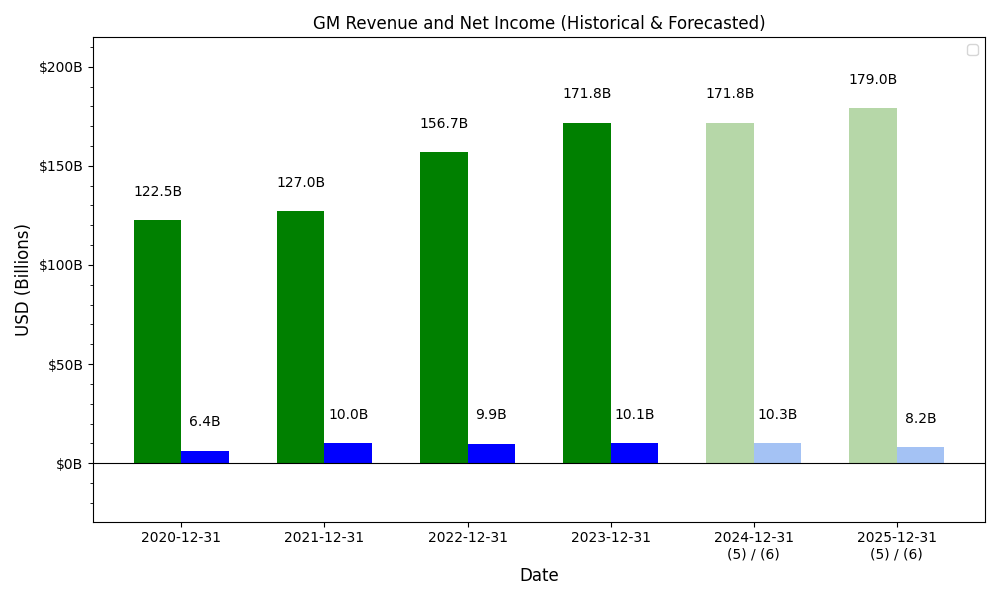 GM Revenue and Net Income (Historical & Forecasted)
USD (Billions)
$200B
$150B
$100B
$50B
$0B
122.5B
6.4B
127.0B
10.0B
156.7B
9.9B
171.8B
10.1B
171.8B
10.3B
179.0B
8.2B
2020-12-31
2021-12-31
2022-12-31
2023-12-31
2024-12-31
(5) / (6)
2025-12-31
(5) / (6)
Date